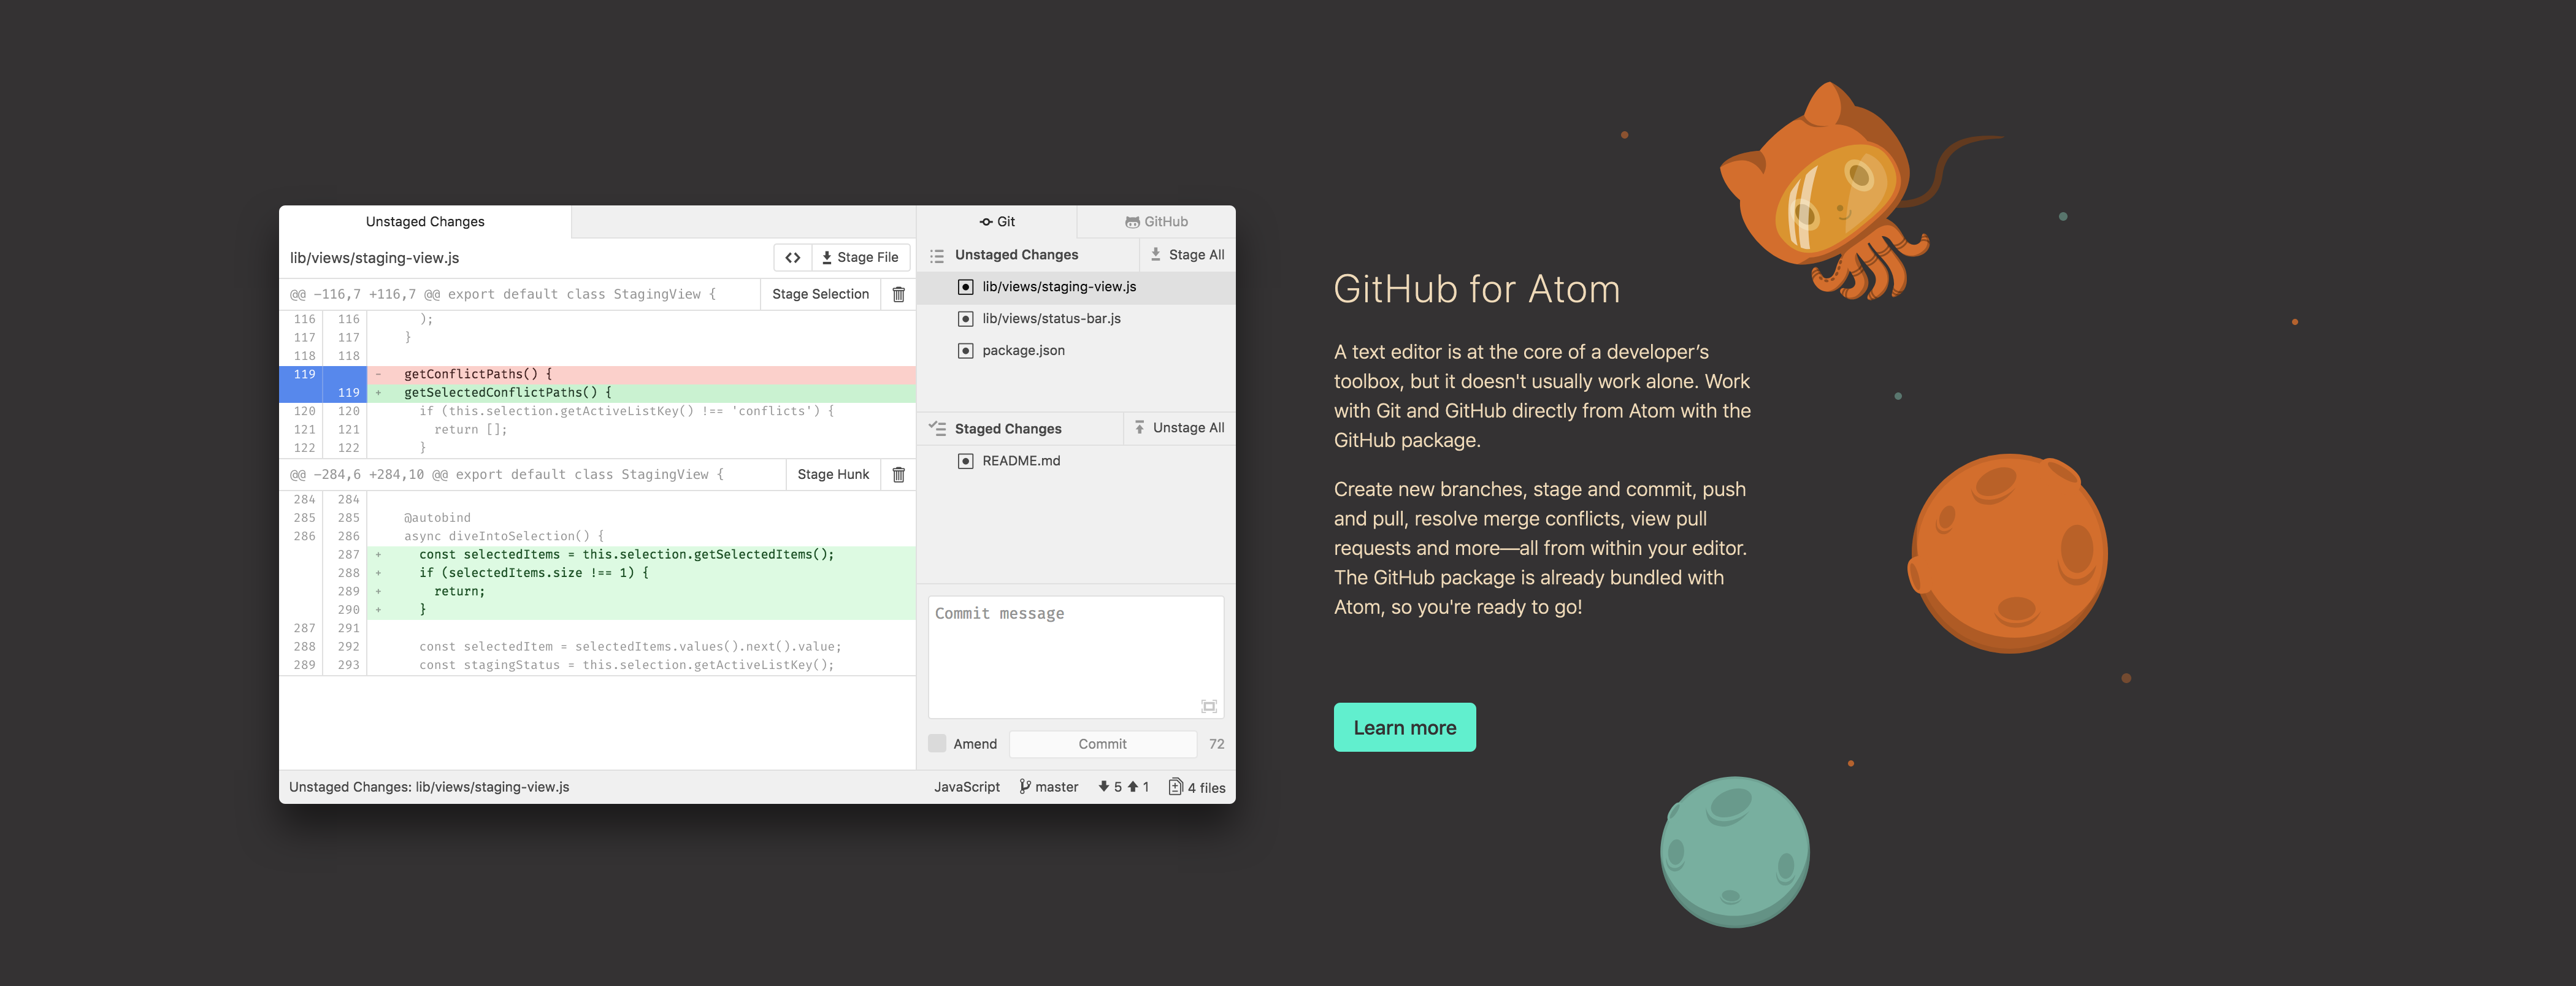 Unstaged Changes
lib/views/staging-view.js
<> Stage File
@@ -116,7 +116,7 @@ export default class StagingView { Stage Selection
116 116 );
117 117 }
118 118
119 - getConflictPaths() {
119 + getSelectedConflictPaths() {
120 120 if (this.selection.getActiveListKey() !== 'conflicts') {
121 121 return [];
122 122 }
@@ -284,6 +284,10 @@ export default class StagingView { Stage Hunk
284 284
285 285 @autobind
286 286 async diveIntoSelection() {
287 + const selectedItems = this.selection.getSelectedItems();
288 + if (selectedItems.size !== 1) {
289 + return;
290 + }
287 291
288 292 const selectedItem = selectedItems.values().next().value;
289 293 const stagingStatus = this.selection.getActiveListKey();
Git GitHub
Unstaged Changes Stage All
lib/views/staging-view.js
lib/views/status-bar.js
package.json
Staged Changes Unstage All
README.md
Commit message
Amend Commit 72
Unstaged Changes: lib/views/staging-view.js JavaScript master 5 1 4 files
GitHub for Atom
A text editor is at the core of a developer’s
toolbox, but it doesn't usually work alone. Work
with Git and GitHub directly from Atom with the
GitHub package.
Create new branches, stage and commit, push
and pull, resolve merge conflicts, view pull
requests and more—all from within your editor.
The GitHub package is already bundled with
Atom, so you're ready to go!
Learn more